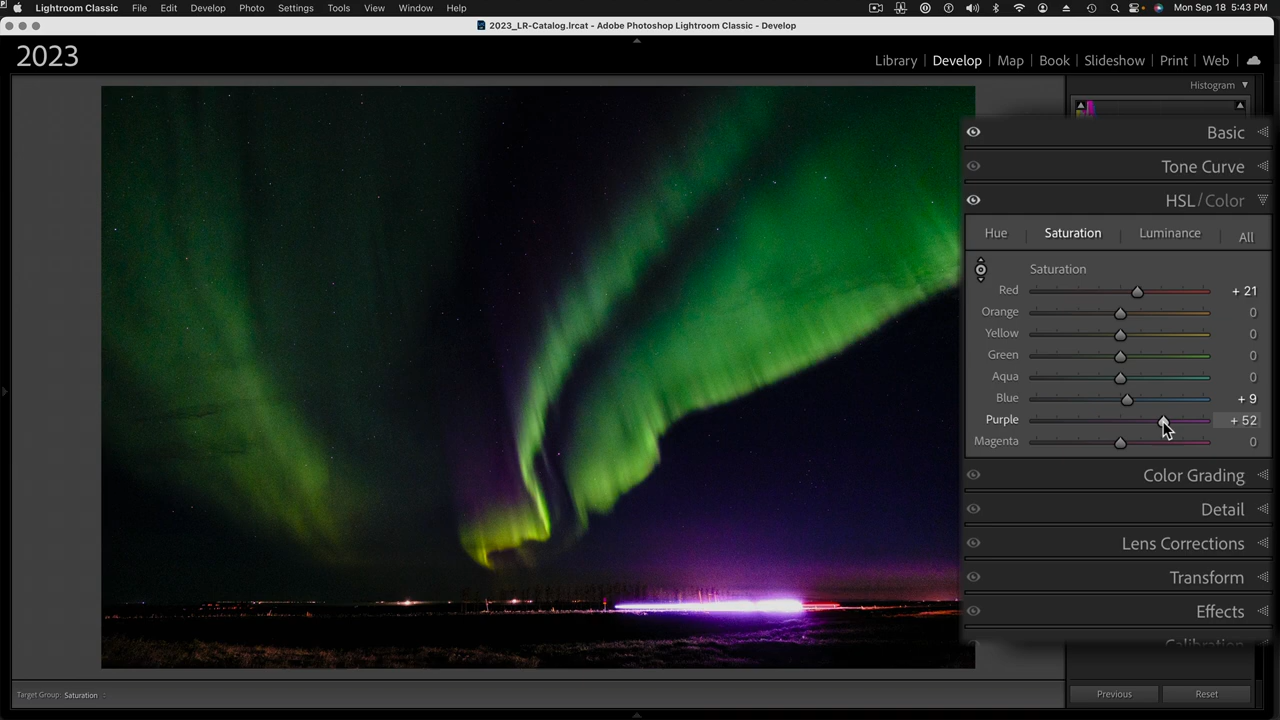 Lightroom Classic File Edit Develop Photo Settings Tools View Window Help Mon Sep 18 5:43 PM
2023_LR-Catalog.lrcat - Adobe Photoshop Lightroom Classic - Develop
2023 Library | Develop | Map | Book | Slideshow | Print | Web
Histogram
Basic
Tone Curve
HSL / Color
Hue | Saturation | Luminance | All
Saturation
Red + 21
Orange 0
Yellow 0
Green 0
Aqua 0
Blue + 9
Purple + 52
Magenta 0
Color Grading
Detail
Lens Corrections
Transform
Effects
Calibration
Target Group: Saturation Previous Reset